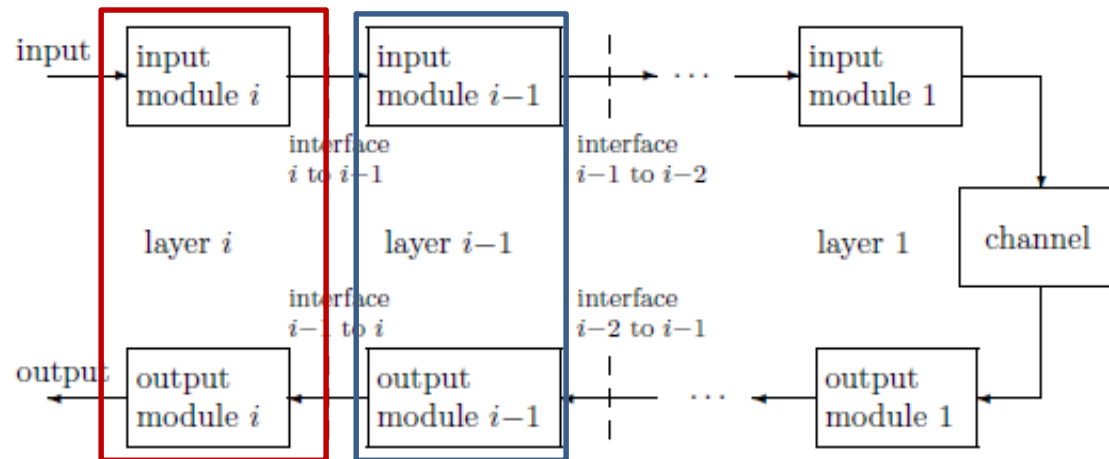 input
input
module i
input
module i−1
· · ·
input
module 1
interface
i to i−1
interface
i−1 to i−2
layer i
layer i−1
layer 1
channel
interface
i−1 to i
interface
i−2 to i−1
output
output
module i
output
module i−1
· · ·
output
module 1